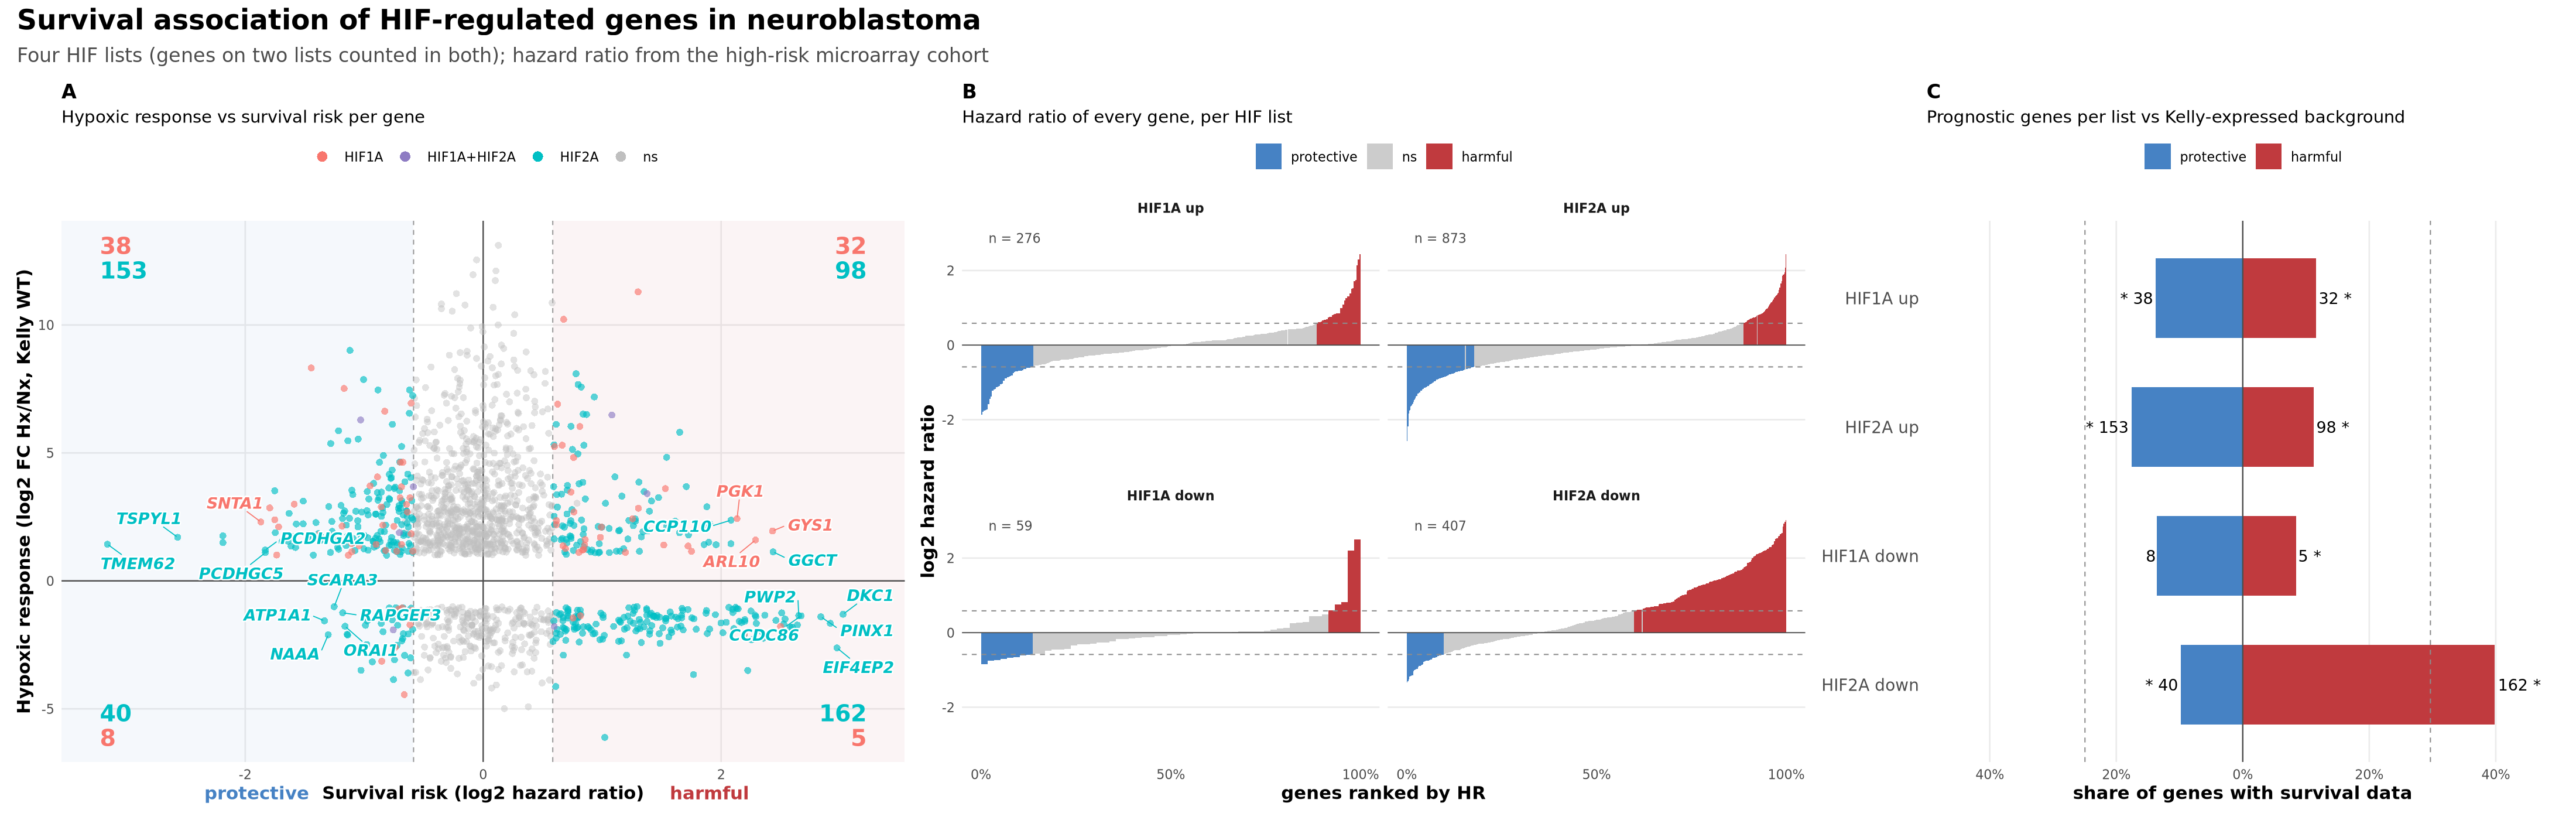 Survival association of HIF-regulated genes in neuroblastoma
Four HIF lists (genes on two lists counted in both); hazard ratio from the high-risk microarray cohort
A
Hypoxic response vs survival risk per gene
HIF1A
HIF1A+HIF2A
HIF2A
ns
38
153
32
98
10
5
0
-5
Hypoxic response (log2 FC Hx/Nx, Kelly WT)
SNTA1
TSPYL1
TMEM62
PCDHGA2
PCDHGC5
SCARA3
ATP1A1
RAPGEF3
NAAA
ORAI1
PGK1
CCP110
GYS1
ARL10
GGCT
PWP2
DKC1
CCDC86
PINX1
EIF4EP2
40
8
162
5
-2
0
2
protective
Survival risk (log2 hazard ratio)
harmful
B
Hazard ratio of every gene, per HIF list
protective
ns
harmful
HIF1A up
n = 276
HIF2A up
n = 873
2
0
-2
log2 hazard ratio
HIF1A down
n = 59
HIF2A down
n = 407
2
0
-2
0%
50%
100%
0%
50%
100%
genes ranked by HR
C
Prognostic genes per list vs Kelly-expressed background
protective
harmful
HIF1A up
* 38
32 *
HIF2A up
* 153
98 *
HIF1A down
8
5 *
HIF2A down
* 40
162 *
40%
20%
0%
20%
40%
share of genes with survival data